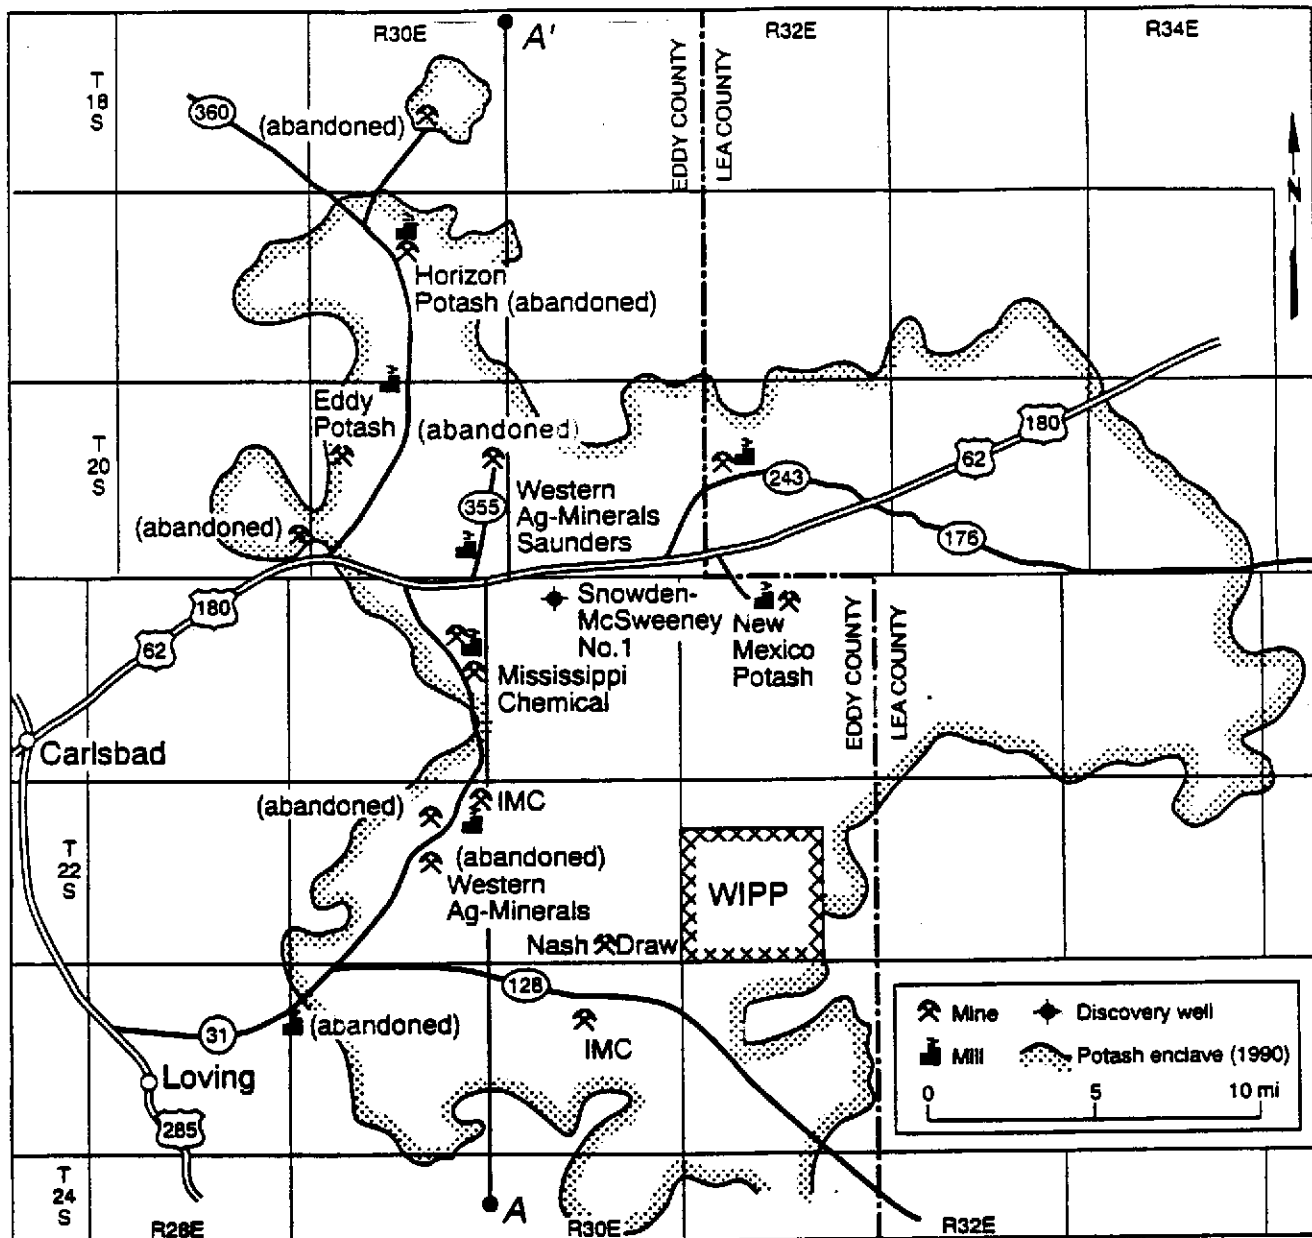 R30E
A'
R32E
R34E
T
18
S
360
(abandoned)
EDDY COUNTY
LEA COUNTY
N
Horizon
Potash (abandoned)
Eddy
Potash
(abandoned)
T
20
S
180
62
243
355
Western
Ag-Minerals
Saunders
(abandoned)
176
180
62
Snowden-
McSweeney
No.1
New
Mexico
Potash
EDDY COUNTY
LEA COUNTY
Mississippi
Chemical
Carlsbad
(abandoned)
IMC
T
22
S
(abandoned)
Western
Ag-Minerals
WIPP
Nash Draw
128
31
(abandoned)
IMC
Loving
285
Mine
Discovery well
Mill
Potash enclave (1990)
0 5 10 mi
T
24
S
R28E
A
R30E
R32E